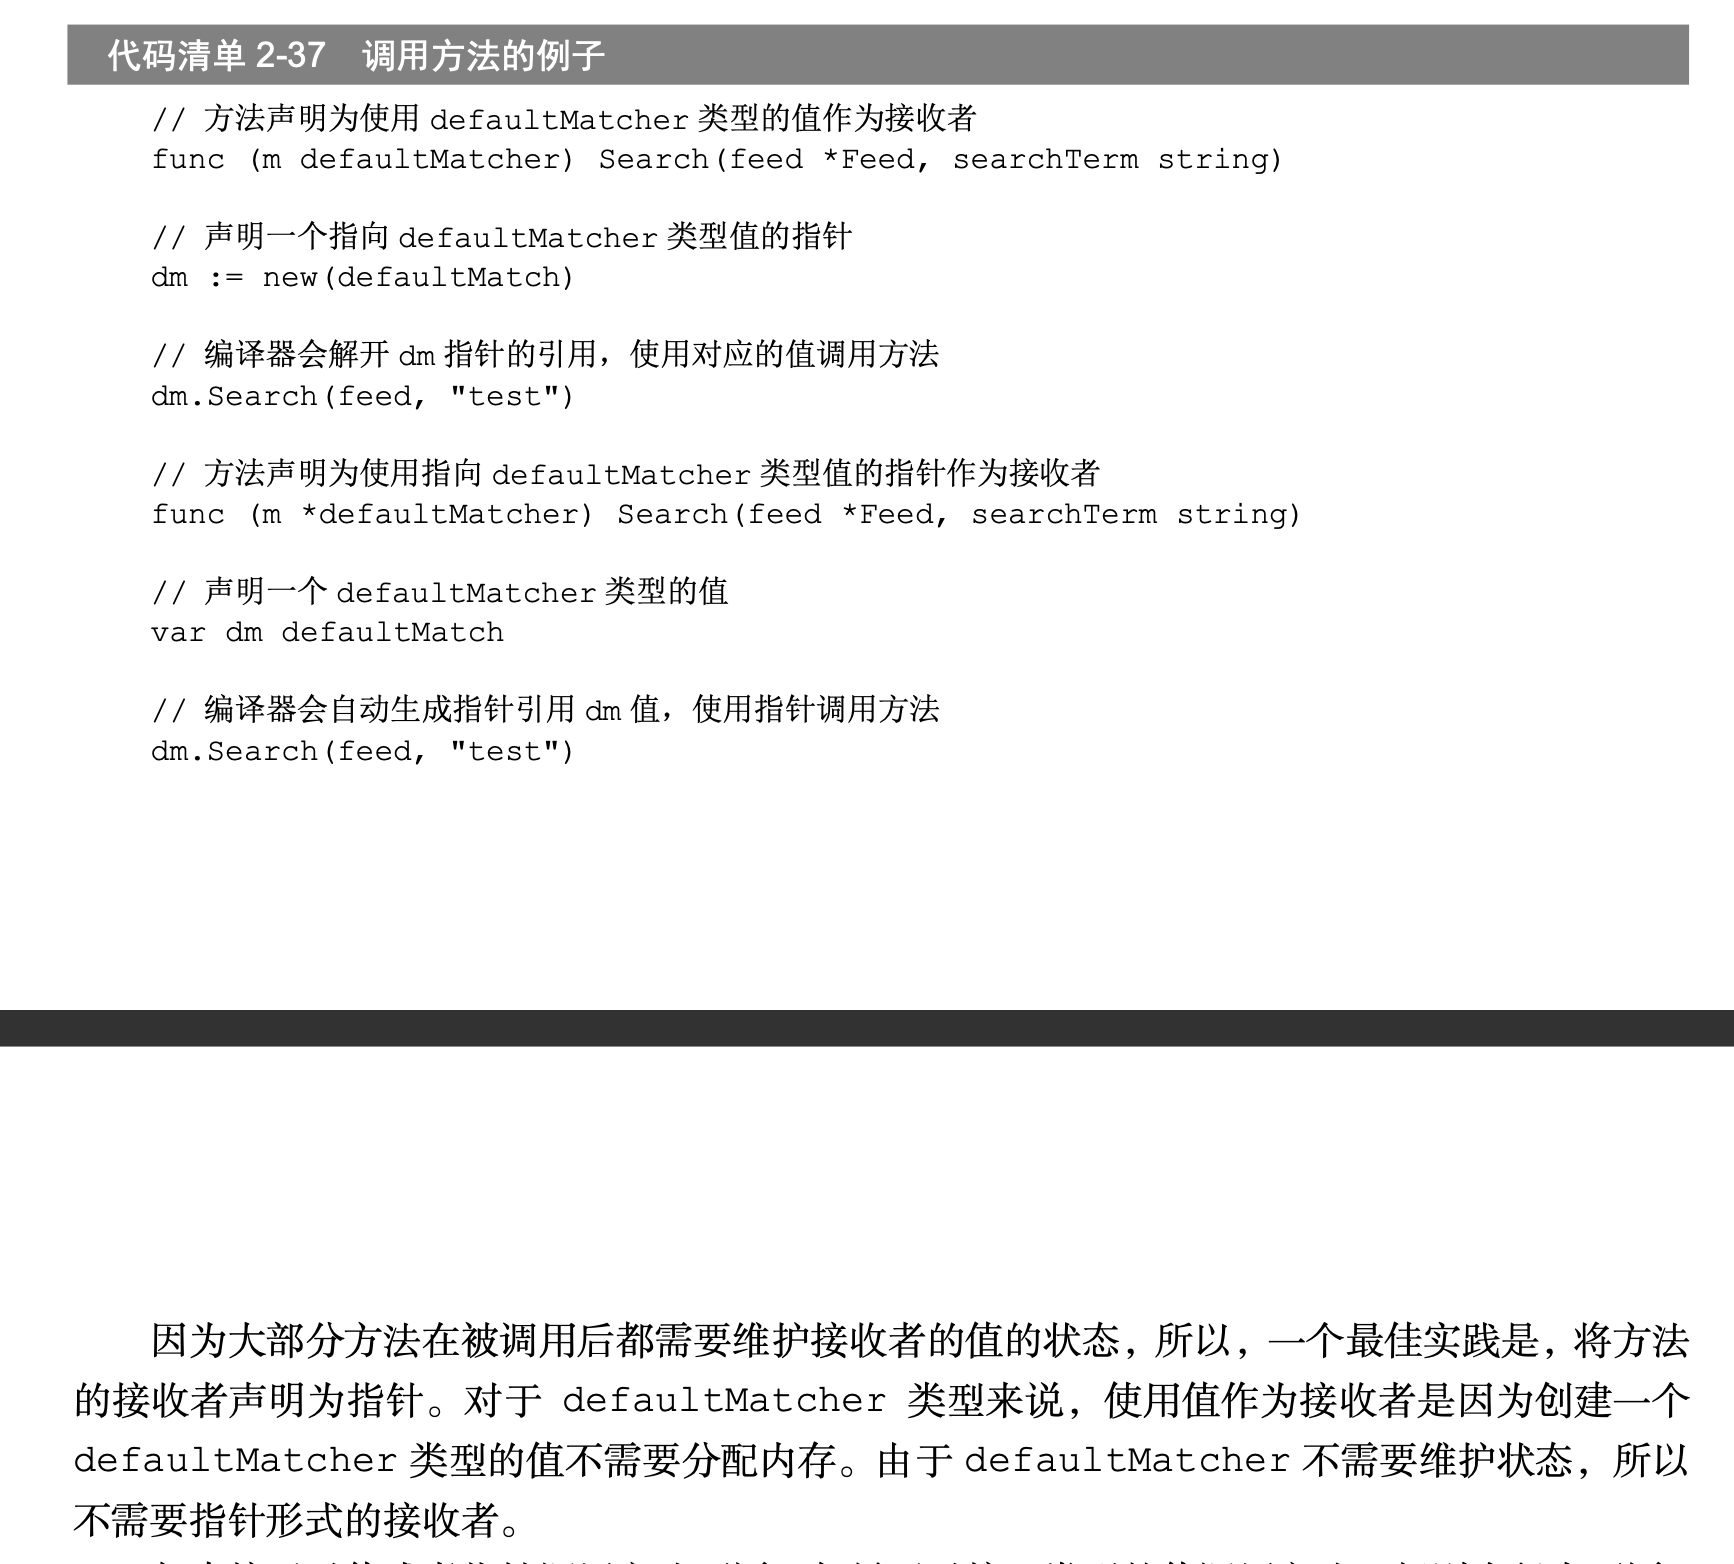 代码清单 2-37 调用方法的例子
// 方法声明为使用 defaultMatcher 类型的值作为接收者
func (m defaultMatcher) Search(feed *Feed, searchTerm string)
// 声明一个指向 defaultMatcher 类型值的指针
dm := new(defaultMatch)
// 编译器会解开 dm 指针的引用，使用对应的值调用方法
dm.Search(feed, "test")
// 方法声明为使用指向 defaultMatcher 类型值的指针作为接收者
func (m *defaultMatcher) Search(feed *Feed, searchTerm string)
// 声明一个 defaultMatcher 类型的值
var dm defaultMatch
// 编译器会自动生成指针引用 dm 值，使用指针调用方法
dm.Search(feed, "test")
因为大部分方法在被调用后都需要维护接收者的值的状态，所以，一个最佳实践是，将方法
的接收者声明为指针。对于 defaultMatcher 类型来说，使用值作为接收者是因为创建一个
defaultMatcher 类型的值不需要分配内存。由于 defaultMatcher 不需要维护状态，所以
不需要指针形式的接收者。